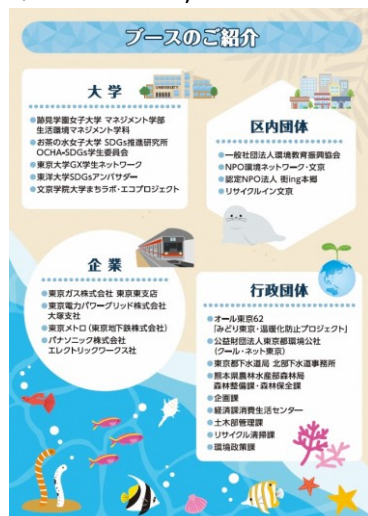 ブースのご紹介
大学
UNIVERSITY
●跡見学園女子大学 マネジメント学部
生活環境マネジメント学科
●お茶の水女子大学 SDGs推進研究所
OCHA-SDGs学生委員会
●東京大学GX学生ネットワーク
●東洋大学SDGsアンバサダー
●文京学院大学まちラボ・エコプロジェクト
区内団体
●一般社団法人環境教育振興協会
●NPO環境ネットワーク・文京
●認定NPO法人 街ing本郷
●リサイクルイン文京
企業
●東京ガス株式会社 東京東支店
●東京電力パワーグリッド株式会社
大塚支社
●東京メトロ(東京地下鉄株式会社)
●パナソニック株式会社
エレクトリックワークス社
行政団体
●オール東京62
「みどり東京・温暖化防止プロジェクト」
●公益財団法人東京都環境公社
(クール・ネット東京)
●東京都下水道局 北部下水道事務所
●熊本県農林水産部森林局
森林整備課・森林保全課
●企画課
●経済課消費生活センター
●土木部管理課
●リサイクル清掃課
●環境政策課